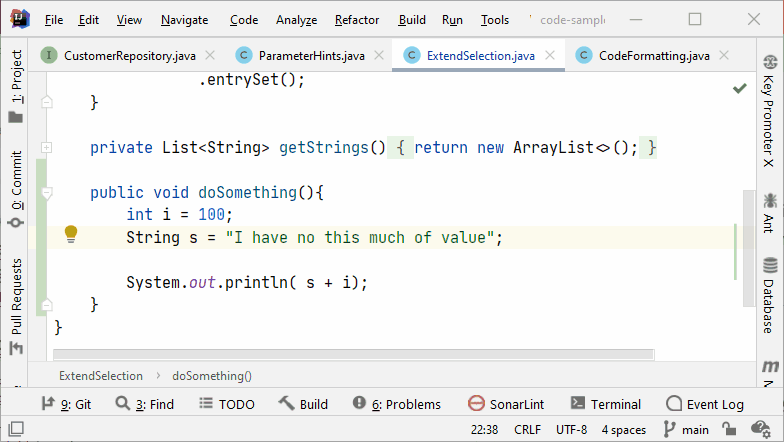 File Edit View Navigate Code Analyze Refactor Build Run Tools code-sample
CustomerRepository.java ParameterHints.java ExtendSelection.java CodeFormatting.java
1: Project
0: Commit
Pull Requests
.entrySet();
}
private List<String> getStrings() { return new ArrayList<>(); }
public void doSomething(){
int i = 100;
String s = "I have no this much of value";
System.out.println( s + i);
}
}
Key Promoter X
Ant
Database
ExtendSelection › doSomething()
9: Git 3: Find TODO Build 6: Problems SonarLint Terminal Event Log
22:38 CRLF UTF-8 4 spaces main